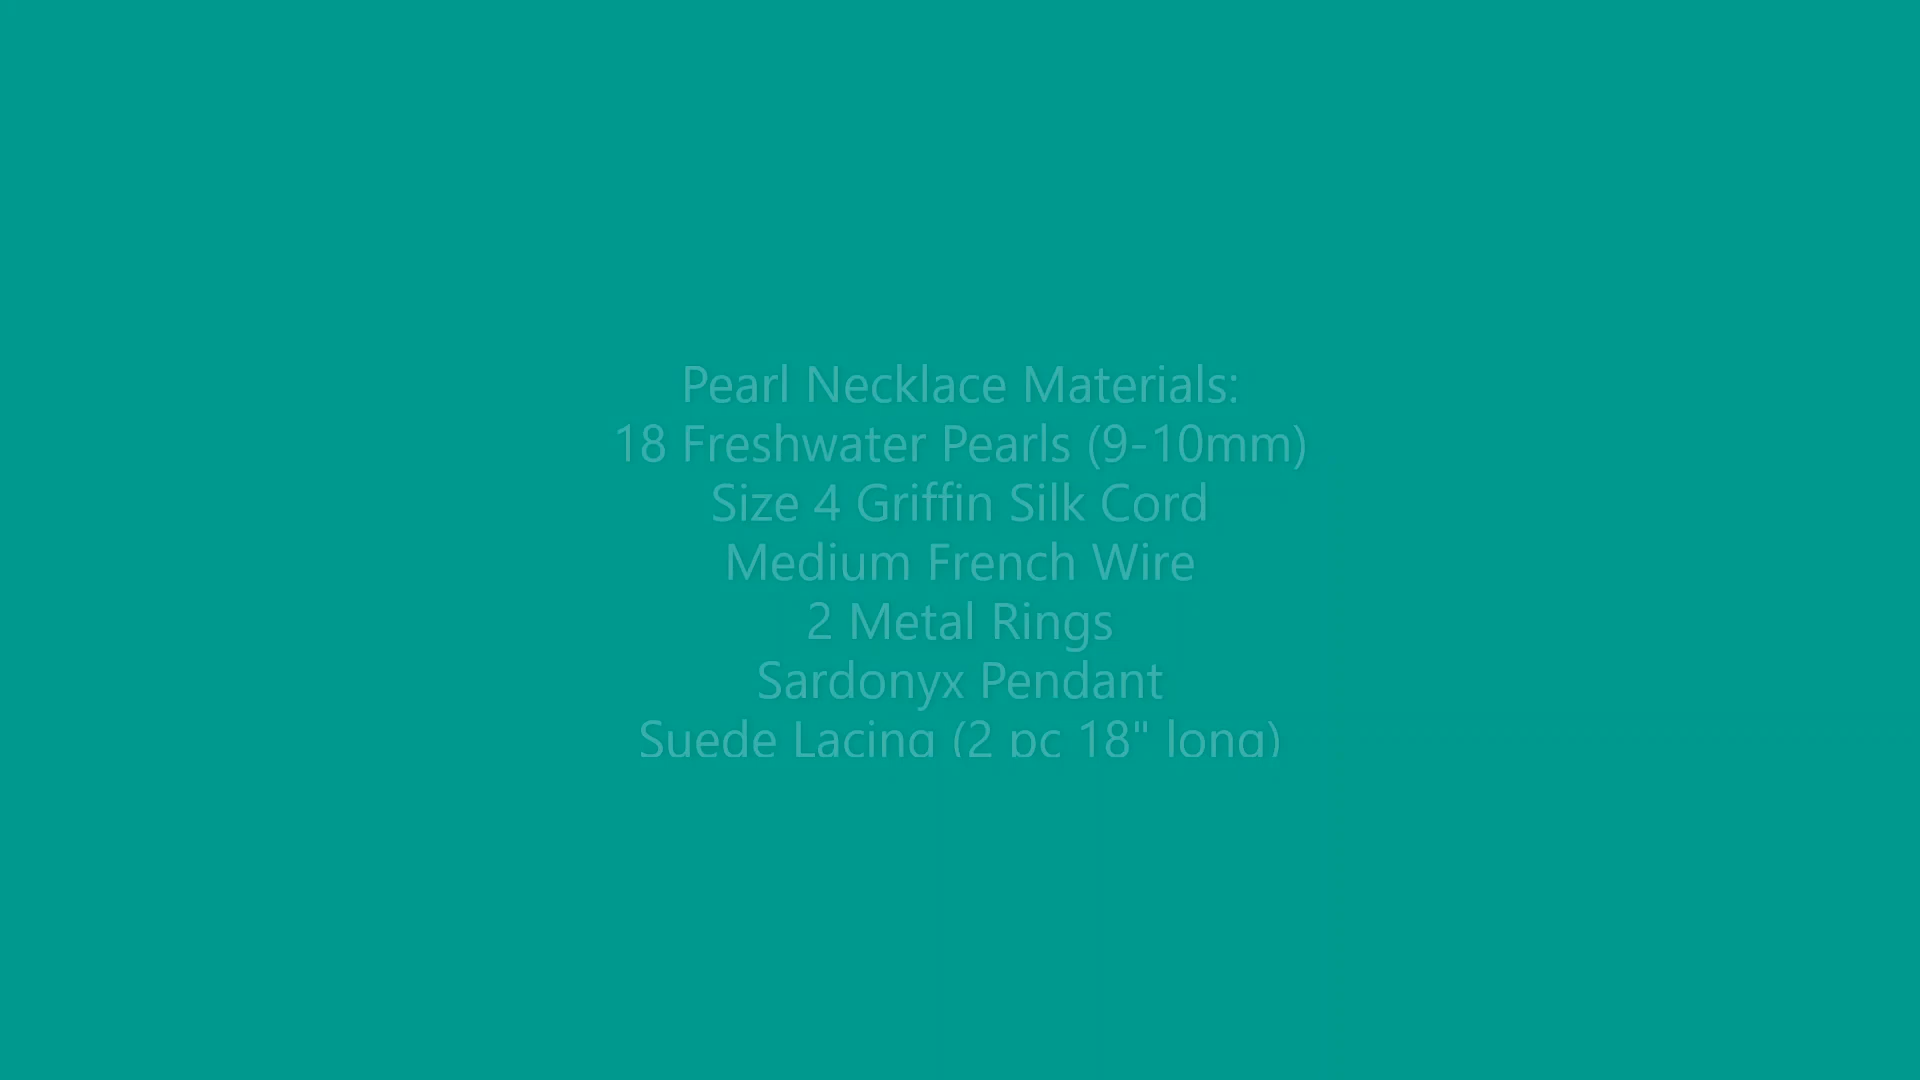 Pearl Necklace Materials:
18 Freshwater Pearls (9-10mm)
Size 4 Griffin Silk Cord
Medium French Wire
2 Metal Rings
Sardonyx Pendant
Suede Lacing (2 pc 18" long)